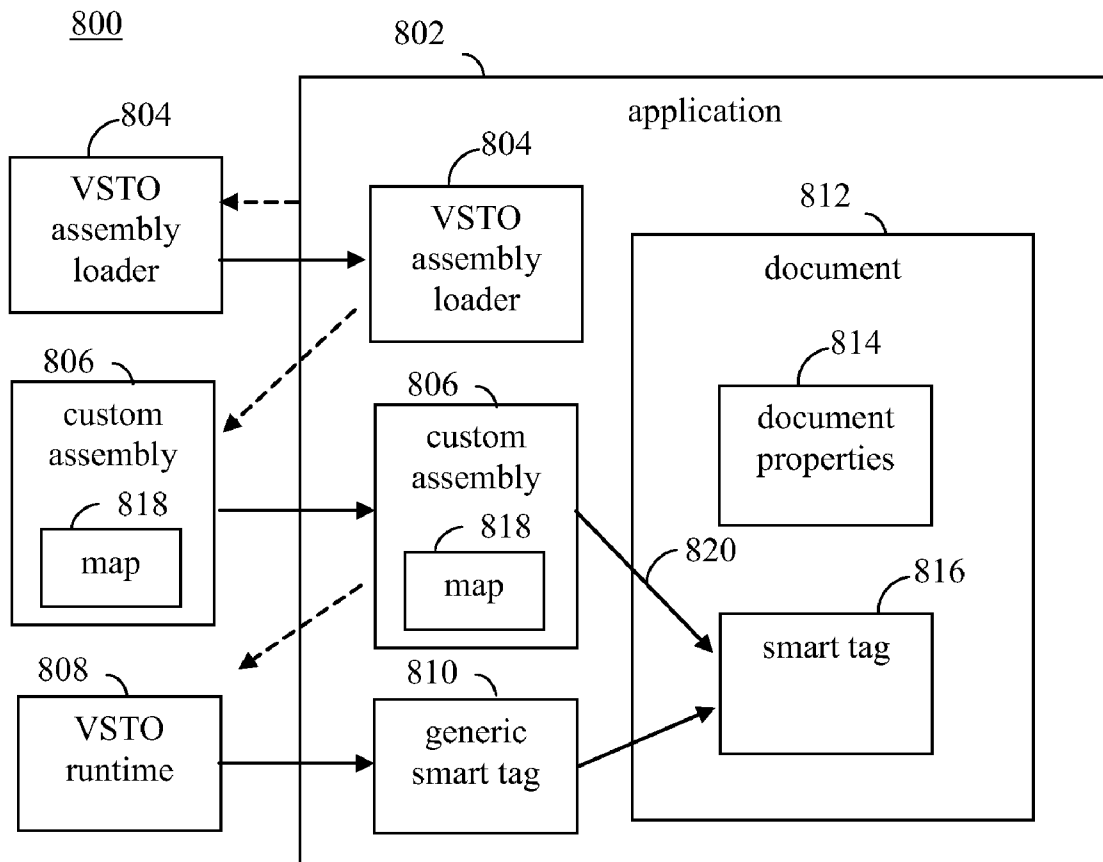 800
802
application
804
VSTO
assembly
loader
804
VSTO
assembly
loader
812
document
814
document
properties
806
custom
assembly
818
map
806
custom
assembly
818
map
820
816
smart tag
808
VSTO
runtime
810
generic
smart tag